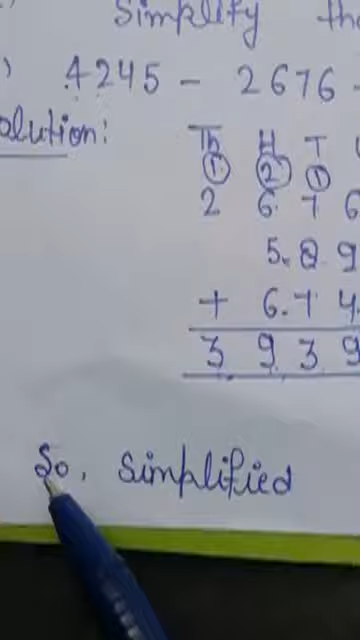 Simplify the
) 4245 - 2676 -
olution:
Th H T
① ② ①
2 6 7 6
5 8 9
+ 6 7 4
3 9 3 9
So, Simplified